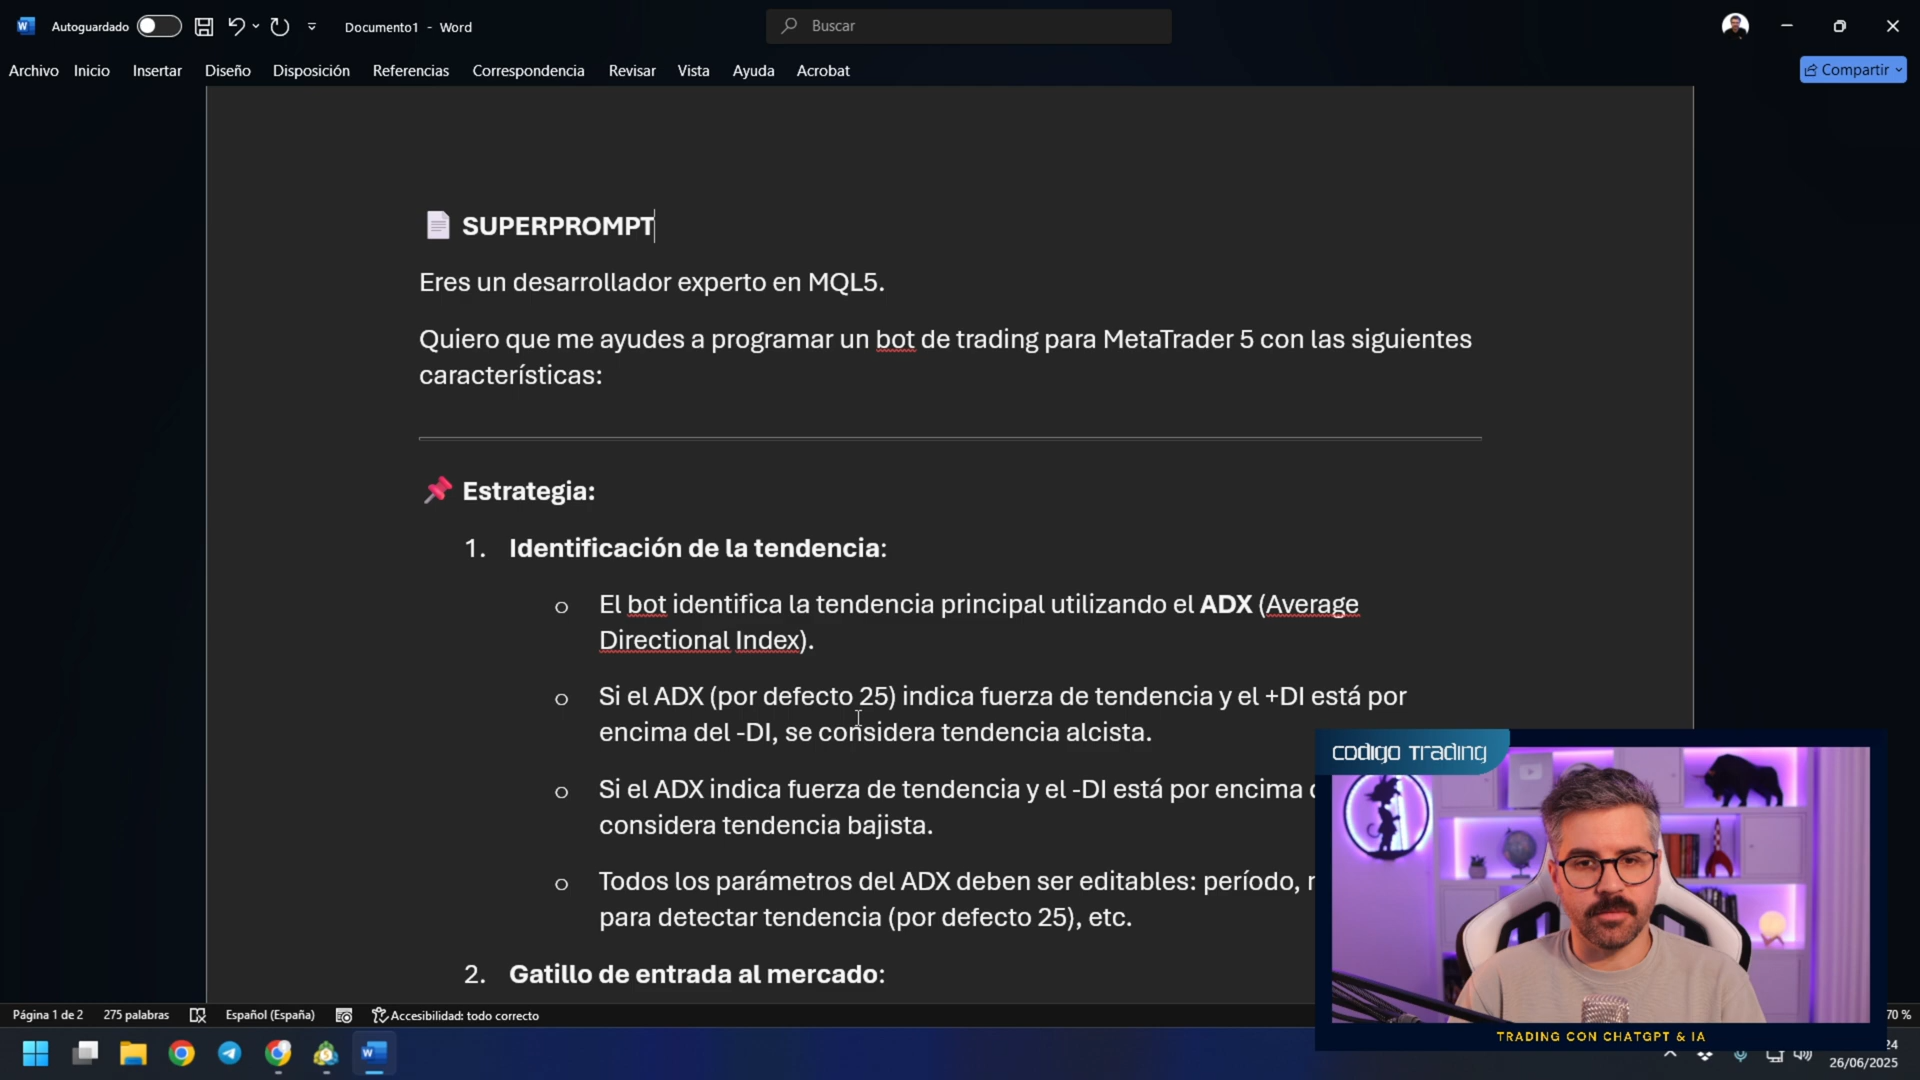 Autoguardado
Documento1 - Word
Buscar
Archivo Inicio Insertar Diseño Disposición Referencias Correspondencia Revisar Vista Ayuda Acrobat
Compartir
SUPERPROMPT
Eres un desarrollador experto en MQL5.
Quiero que me ayudes a programar un bot de trading para MetaTrader 5 con las siguientes
características:
Estrategia:
1. Identificación de la tendencia:
o El bot identifica la tendencia principal utilizando el ADX (Average
Directional Index).
o Si el ADX (por defecto 25) indica fuerza de tendencia y el +DI está por
encima del -DI, se considera tendencia alcista.
o Si el ADX indica fuerza de tendencia y el -DI está por encima
considera tendencia bajista.
o Todos los parámetros del ADX deben ser editables: período,
para detectar tendencia (por defecto 25), etc.
2. Gatillo de entrada al mercado:
codigo Trading
TRADING CON CHATGPT & IA
Página 1 de 2 275 palabras Español (España) Accesibilidad: todo correcto
70 %
24
26/06/2025